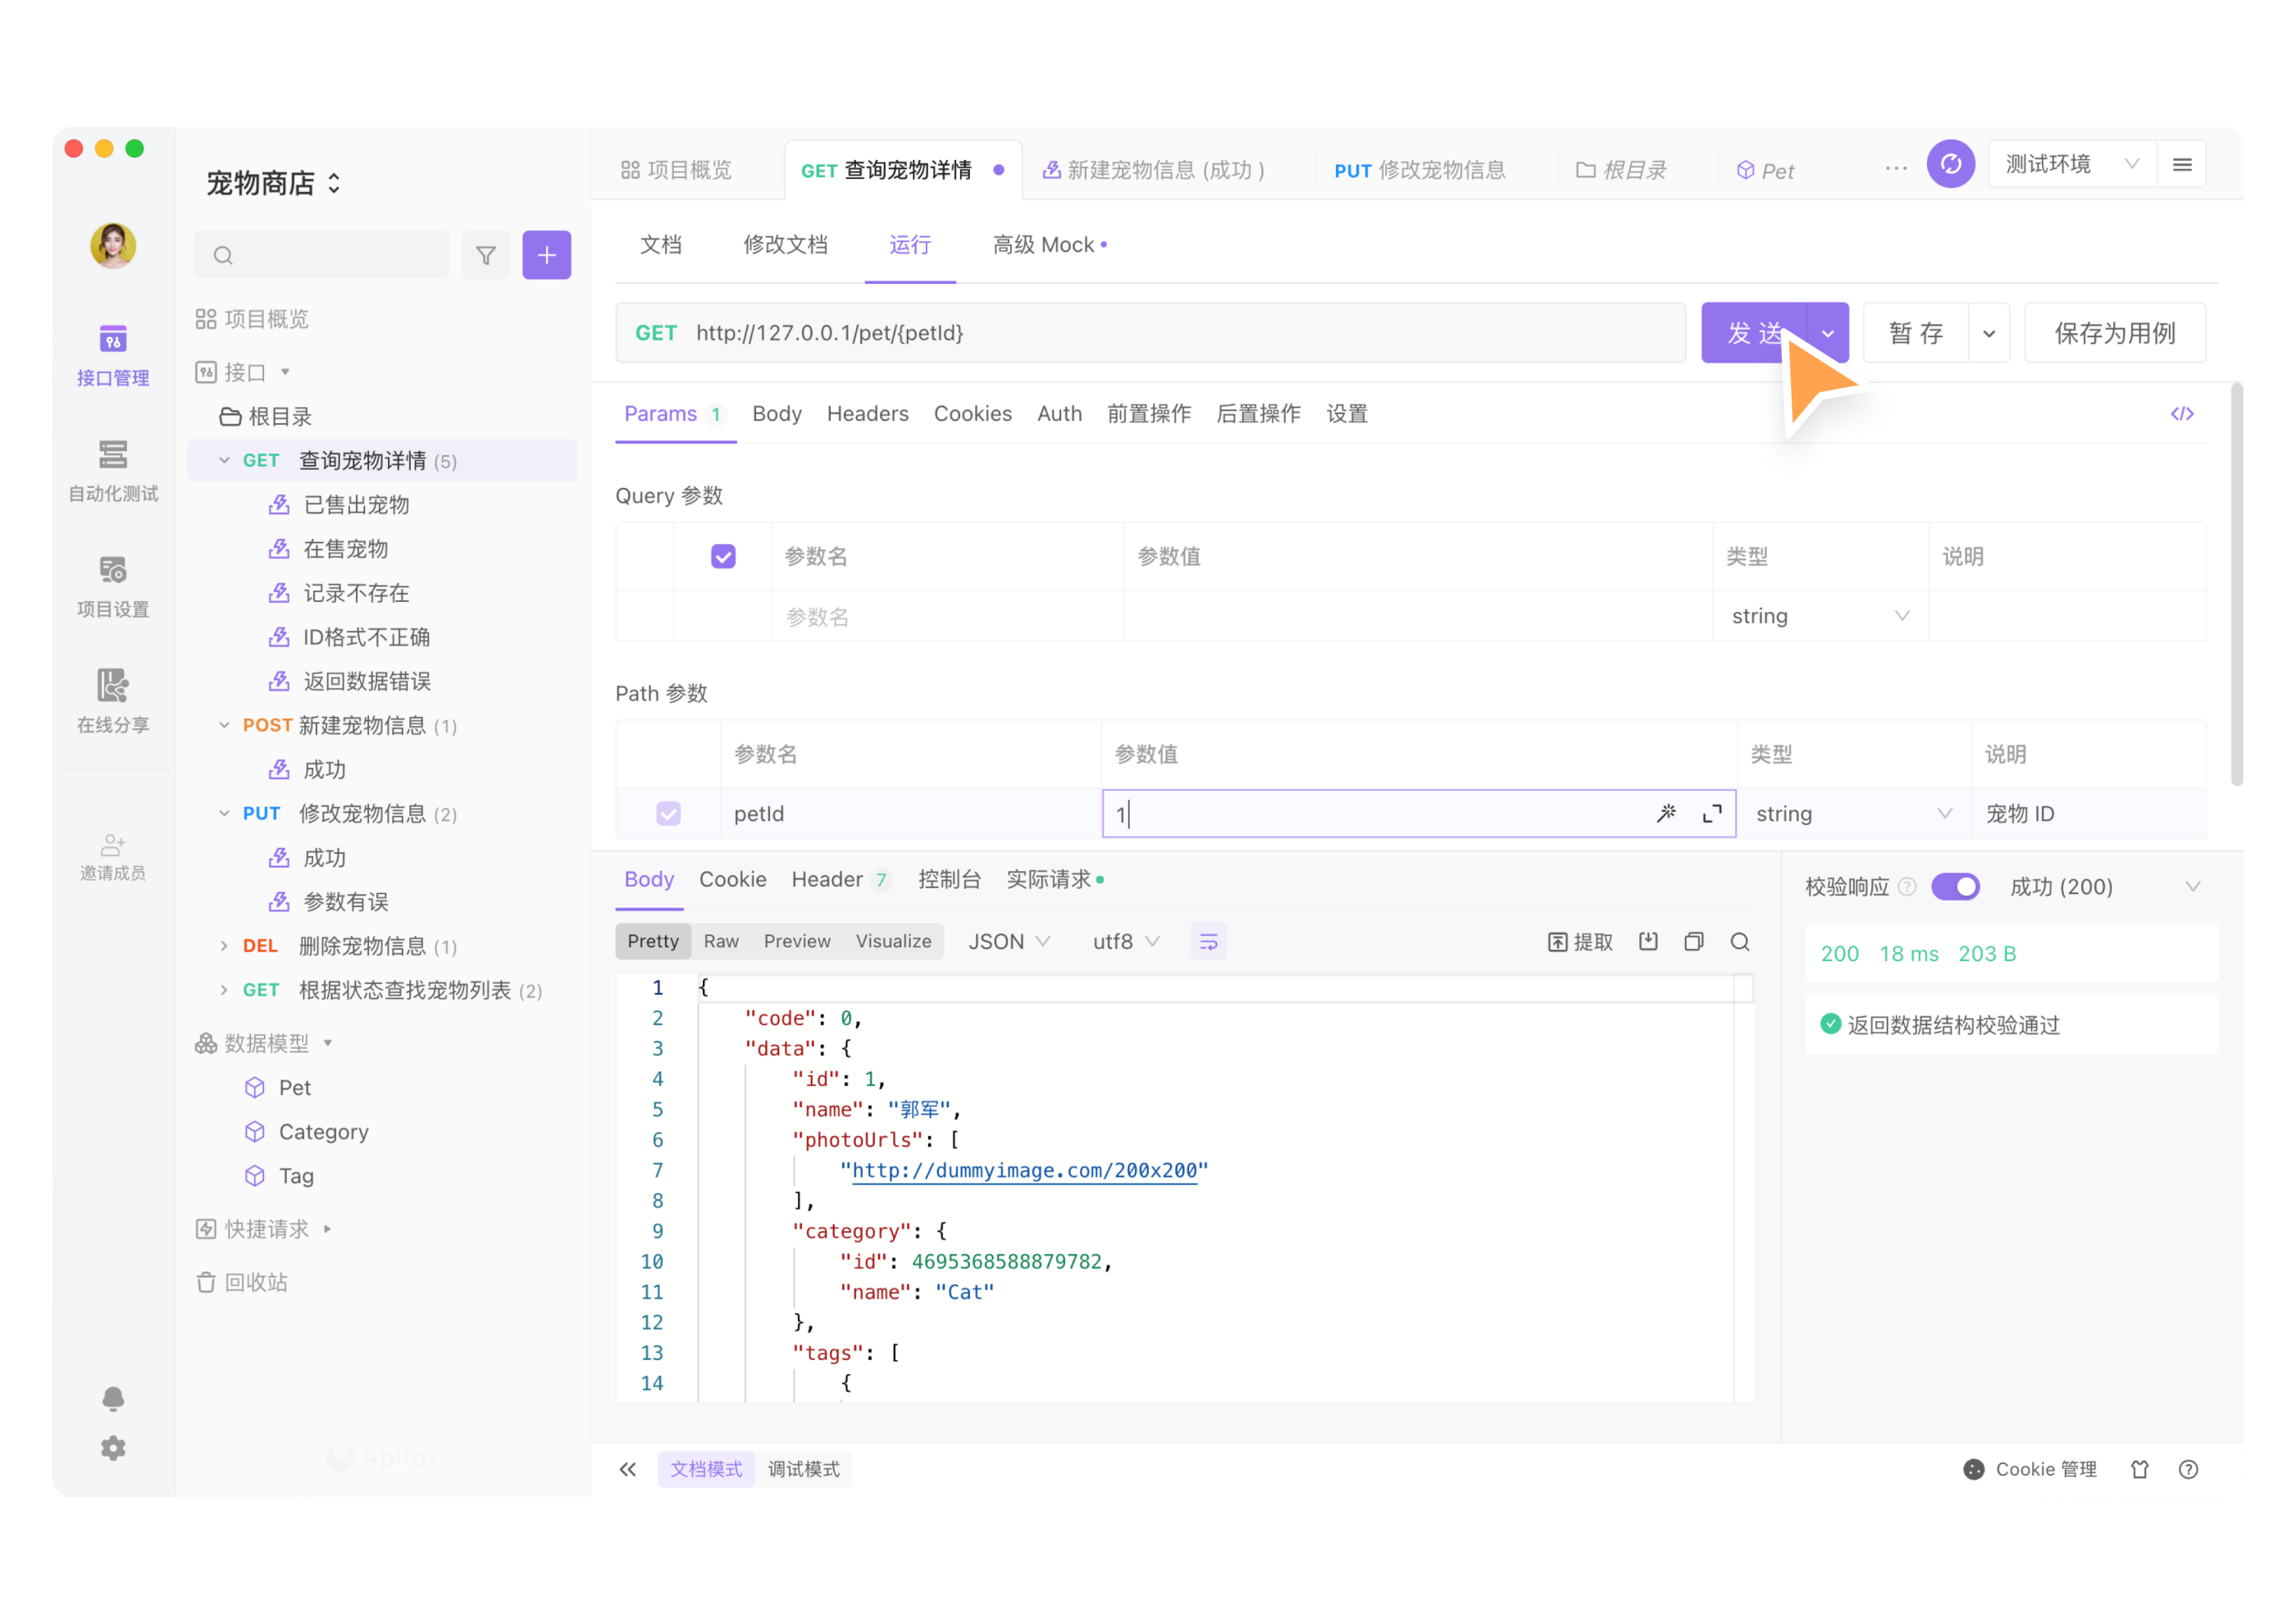 宠物商店
接口管理
自动化测试
项目设置
在线分享
邀请成员
项目概览
接口
根目录
GET 查询宠物详情 (5)
已售出宠物
在售宠物
记录不存在
ID格式不正确
返回数据错误
POST 新建宠物信息 (1)
成功
PUT 修改宠物信息 (2)
成功
参数有误
DEL 删除宠物信息 (1)
GET 根据状态查找宠物列表 (2)
数据模型
Pet
Category
Tag
快捷请求
回收站
Apifox
项目概览 GET 查询宠物详情 新建宠物信息 (成功 ) PUT 修改宠物信息 根目录 Pet ··· 测试环境
文档 修改文档 运行 高级 Mock
GET http://127.0.0.1/pet/{petId} 发 送 暂 存 保存为用例
Params 1 Body Headers Cookies Auth 前置操作 后置操作 设置 </>
Query 参数
参数名 参数值 类型 说明
参数名 string
Path 参数
参数名 参数值 类型 说明
petId 1 string 宠物 ID
Body Cookie Header 7 控制台 实际请求
Pretty Raw Preview Visualize JSON utf8 提取
1 {
2 "code": 0,
3 "data": {
4 "id": 1,
5 "name": "郭军",
6 "photoUrls": [
7 "http://dummyimage.com/200x200"
8 ],
9 "category": {
10 "id": 4695368588879782,
11 "name": "Cat"
12 },
13 "tags": [
14 {
校验响应 ? 成功 (200)
200 18 ms 203 B
返回数据结构校验通过
文档模式 调试模式 Cookie 管理 ?